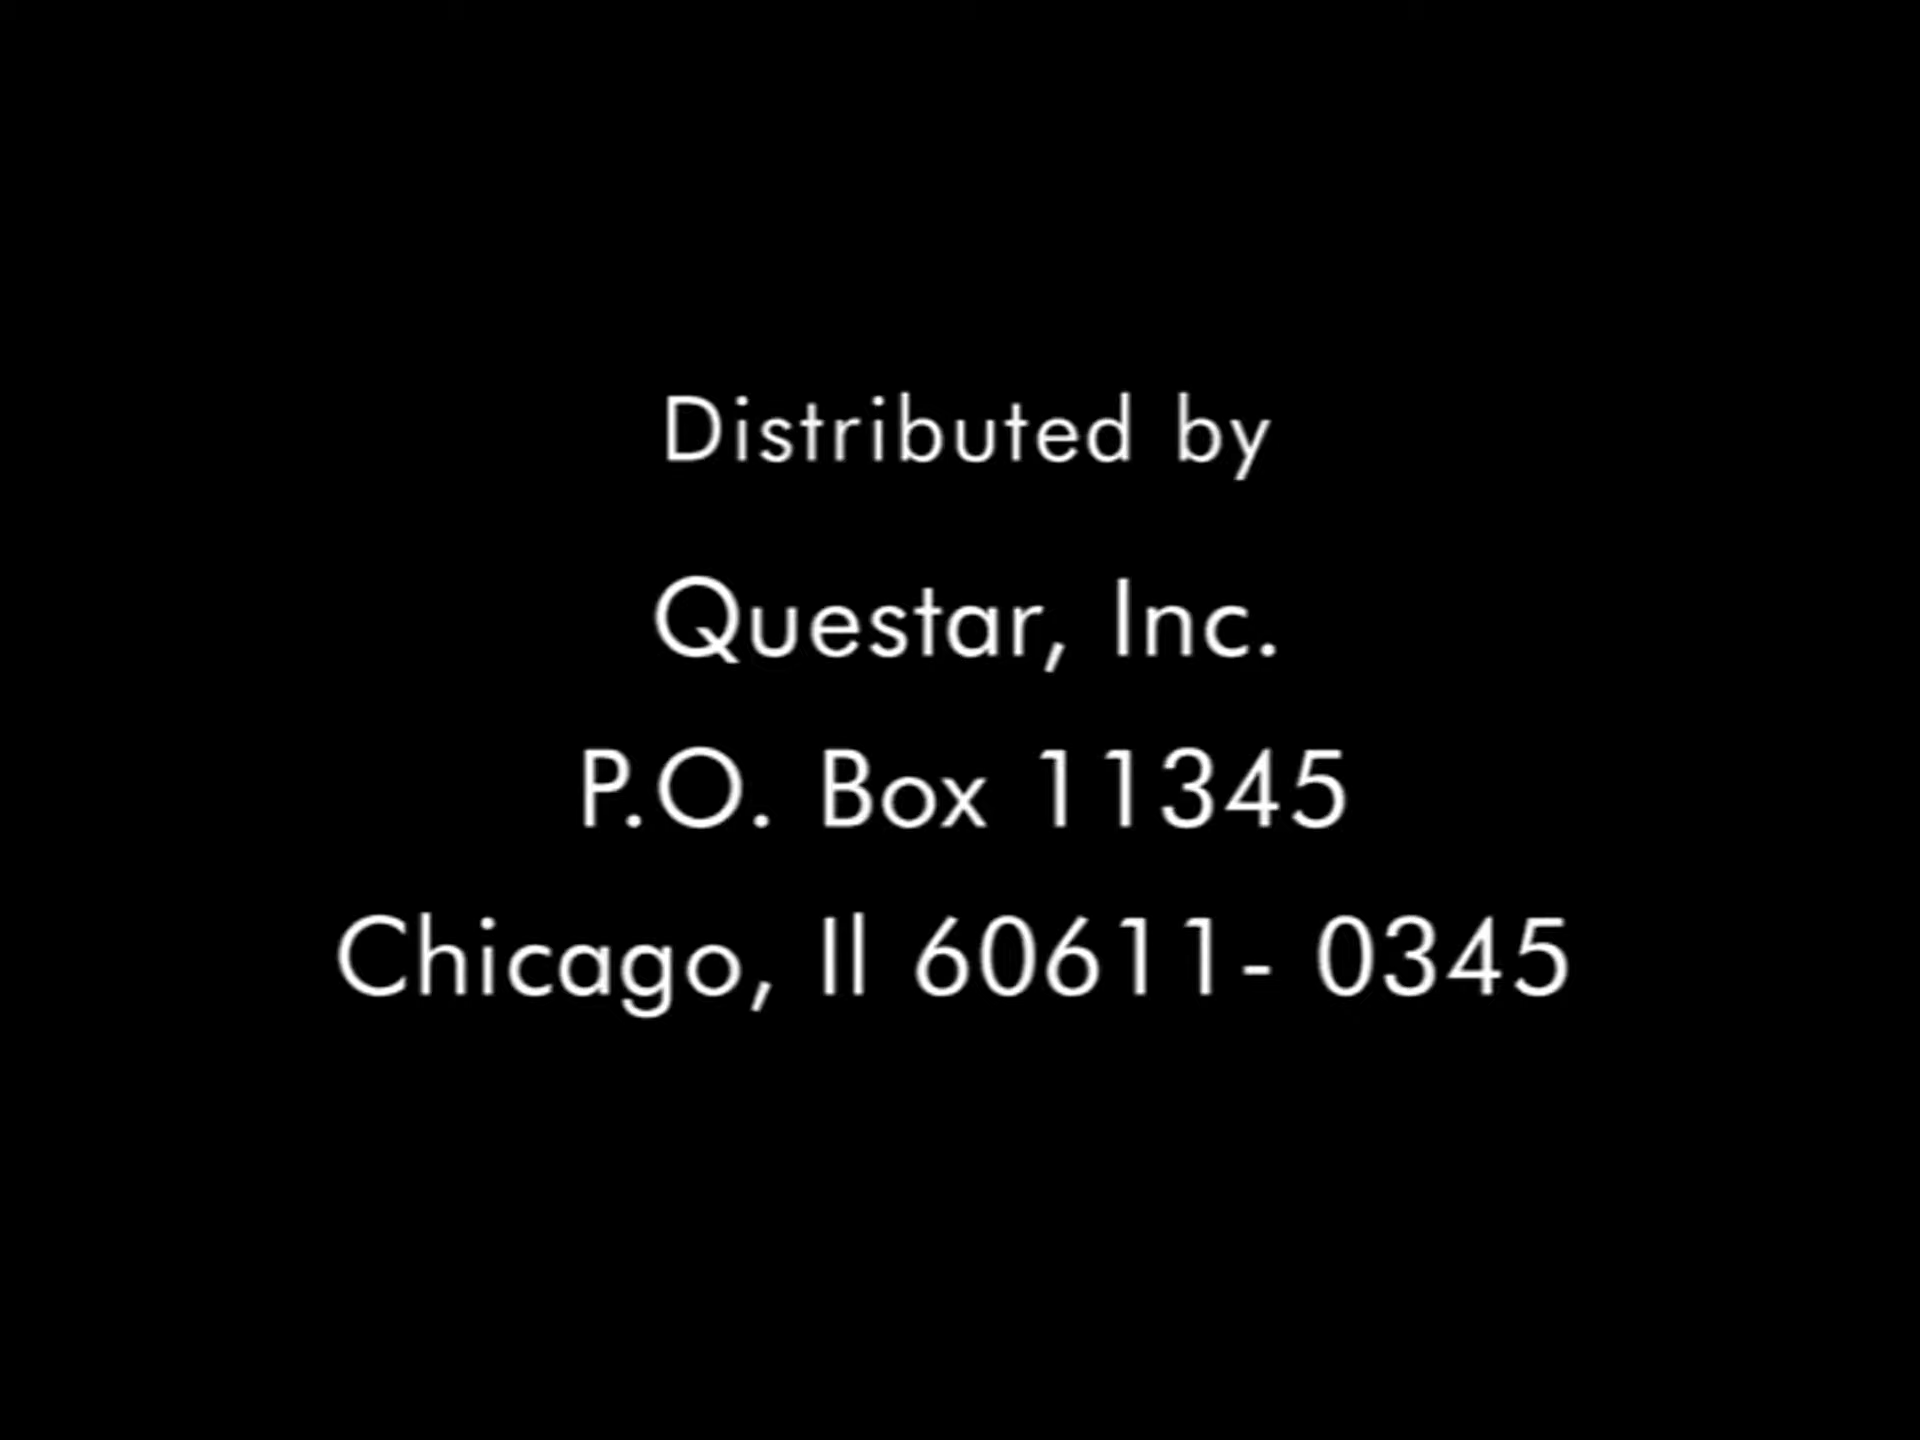 Distributed by
Questar, Inc.
P.O. Box 11345
Chicago, Il 60611- 0345